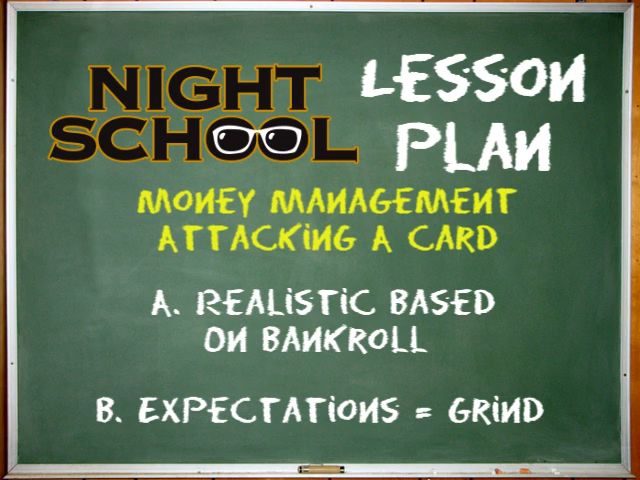 NIGHT
SCHOOL
LESSON
PLAN
MONEY MANAGEMENT
ATTACKING A CARD
A. REALISTIC BASED
ON BANKROLL
B. EXPECTATIONS = GRIND